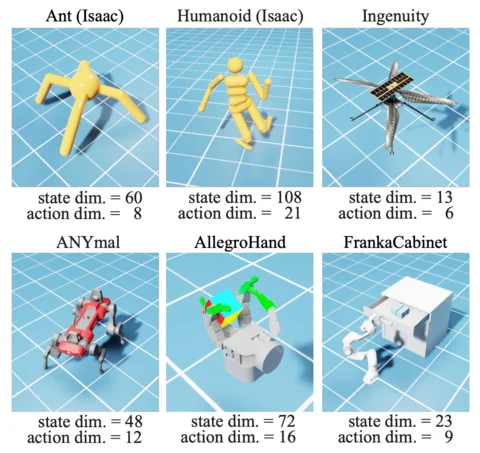 Ant (Isaac)
Humanoid (Isaac)
Ingenuity
state dim. = 60
action dim. = 8
state dim. = 108
action dim. = 21
state dim. = 13
action dim. = 6
ANYmal
AllegroHand
FrankaCabinet
state dim. = 48
action dim. = 12
state dim. = 72
action dim. = 16
state dim. = 23
action dim. = 9